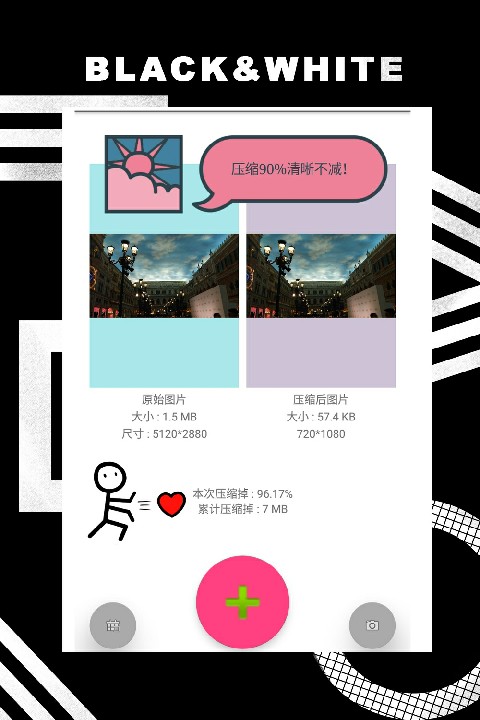 BLACK&WHITE
压缩90%清晰不减!
原始图片
大小 : 1.5 MB
尺寸 : 5120*2880
压缩后图片
大小 : 57.4 KB
720*1080
本次压缩掉 : 96.17%
累计压缩掉 : 7 MB